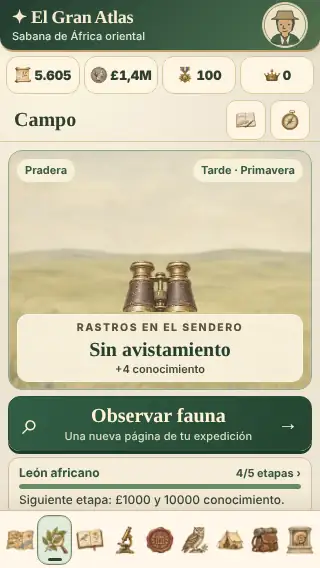 ✦ El Gran Atlas
Sabana de África oriental
5.605
£1,4M
100
0
Campo
Pradera
Tarde · Primavera
RASTROS EN EL SENDERO
Sin avistamiento
+4 conocimiento
Observar fauna →
Una nueva página de tu expedición
León africano
4/5 etapas ›
Siguiente etapa: £1000 y 10000 conocimiento.